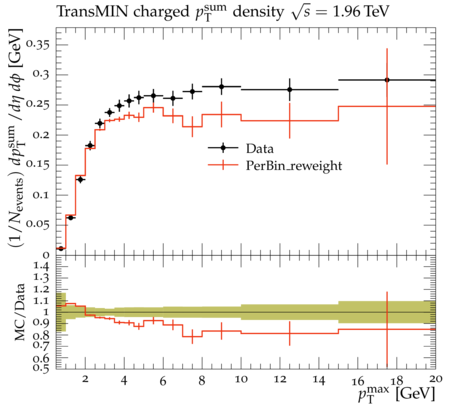 TransMIN charged p_T^sum density √s = 1.96 TeV
(1/N_events) dp_T^sum/dη dϕ [GeV]
0.35
0.3
0.25
0.2
0.15
0.1
0.05
0
Data
PerBin_reweight
MC/Data
1.4
1.3
1.2
1.1
1
0.9
0.8
0.7
0.6
0.5
2 4 6 8 10 12 14 16 18 20
p_T^max [GeV]